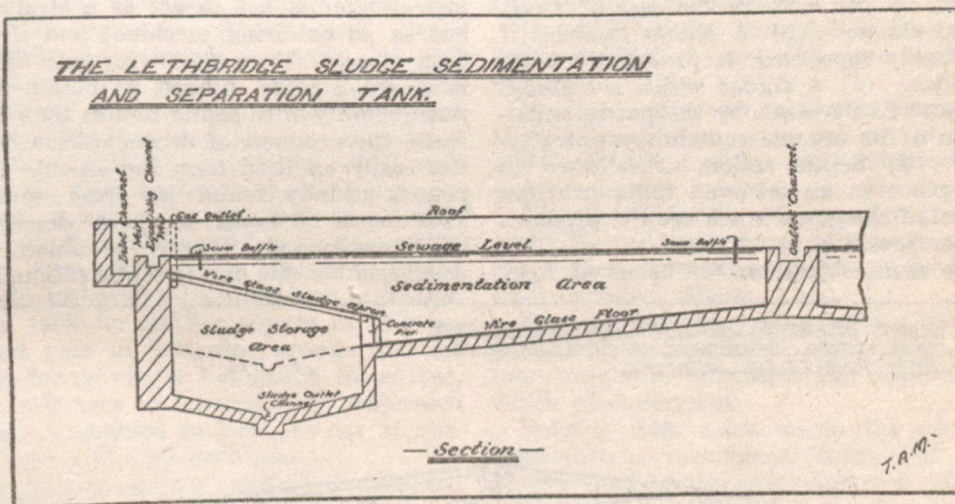 THE LETHBRIDGE SLUDGE SEDIMENTATION
AND SEPARATION TANK.
Inlet Channel
Weir
Equalizing Channel
Weir
Gas Outlet.
Roof
Outlet Channel.
Scum Baffle
Sewage Level.
Scum Baffle
Sedimentation Area
Wire Glass Sludge Apron.
Sludge Storage
Area
Concrete
Pier
Wire Glass Floor
Sludge Outlet
Channel
Section
T.A.M.